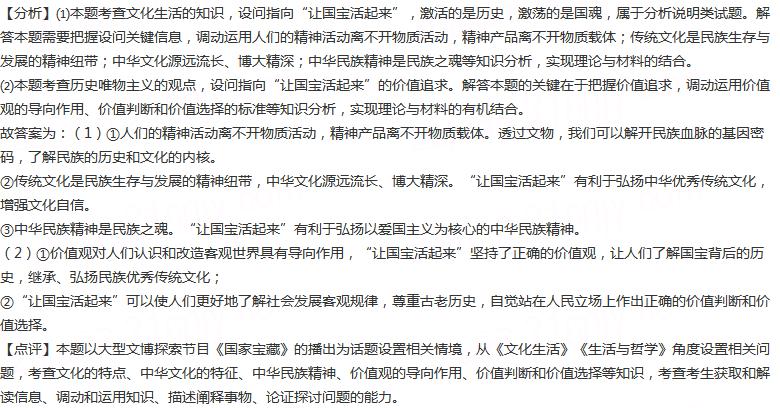 【分析】⑴本题考查文化生活的知识，设问指向“让国宝活起来”，激活的是历史，激荡的是国魂，属于分析说明类试题。解
答本题需要把握设问关键信息，调动运用人们的精神活动离不开物质活动，精神产品离不开物质载体；传统文化是民族生存与
发展的精神纽带；中华文化源远流长、博大精深；中华民族精神是民族之魂等知识分析，实现理论与材料的结合。
⑵本题考查历史唯物主义的观点，设问指向“让国宝活起来”的价值追求。解答本题的关键在于把握价值追求，调动运用价值
观的导向作用、价值判断和价值选择的标准等知识分析，实现理论与材料的有机结合。
故答案为：（1）①人们的精神活动离不开物质活动，精神产品离不开物质载体。透过文物，我们可以解开民族血脉的基因密
码，了解民族的历史和文化的内核。
②传统文化是民族生存与发展的精神纽带，中华文化源远流长、博大精深。“让国宝活起来”有利于弘扬中华优秀传统文化，
增强文化自信。
③中华民族精神是民族之魂。“让国宝活起来”有利于弘扬以爱国主义为核心的中华民族精神。
（2）①价值观对人们认识和改造客观世界具有导向作用，“让国宝活起来”坚持了正确的价值观，让人们了解国宝背后的历
史，继承、弘扬民族优秀传统文化；
②“让国宝活起来”可以使人们更好地了解社会发展客观规律，尊重古老历史，自觉站在人民立场上作出正确的价值判断和价
值选择。
【点评】本题以大型文博探索节目《国家宝藏》的播出为话题设置相关情境，从《文化生活》《生活与哲学》角度设置相关问
题，考查文化的特点、中华文化的特征、中华民族精神、价值观的导向作用、价值判断和价值选择等知识，考查考生获取和解
读信息、调动和运用知识、描述阐释事物、论证探讨问题的能力。